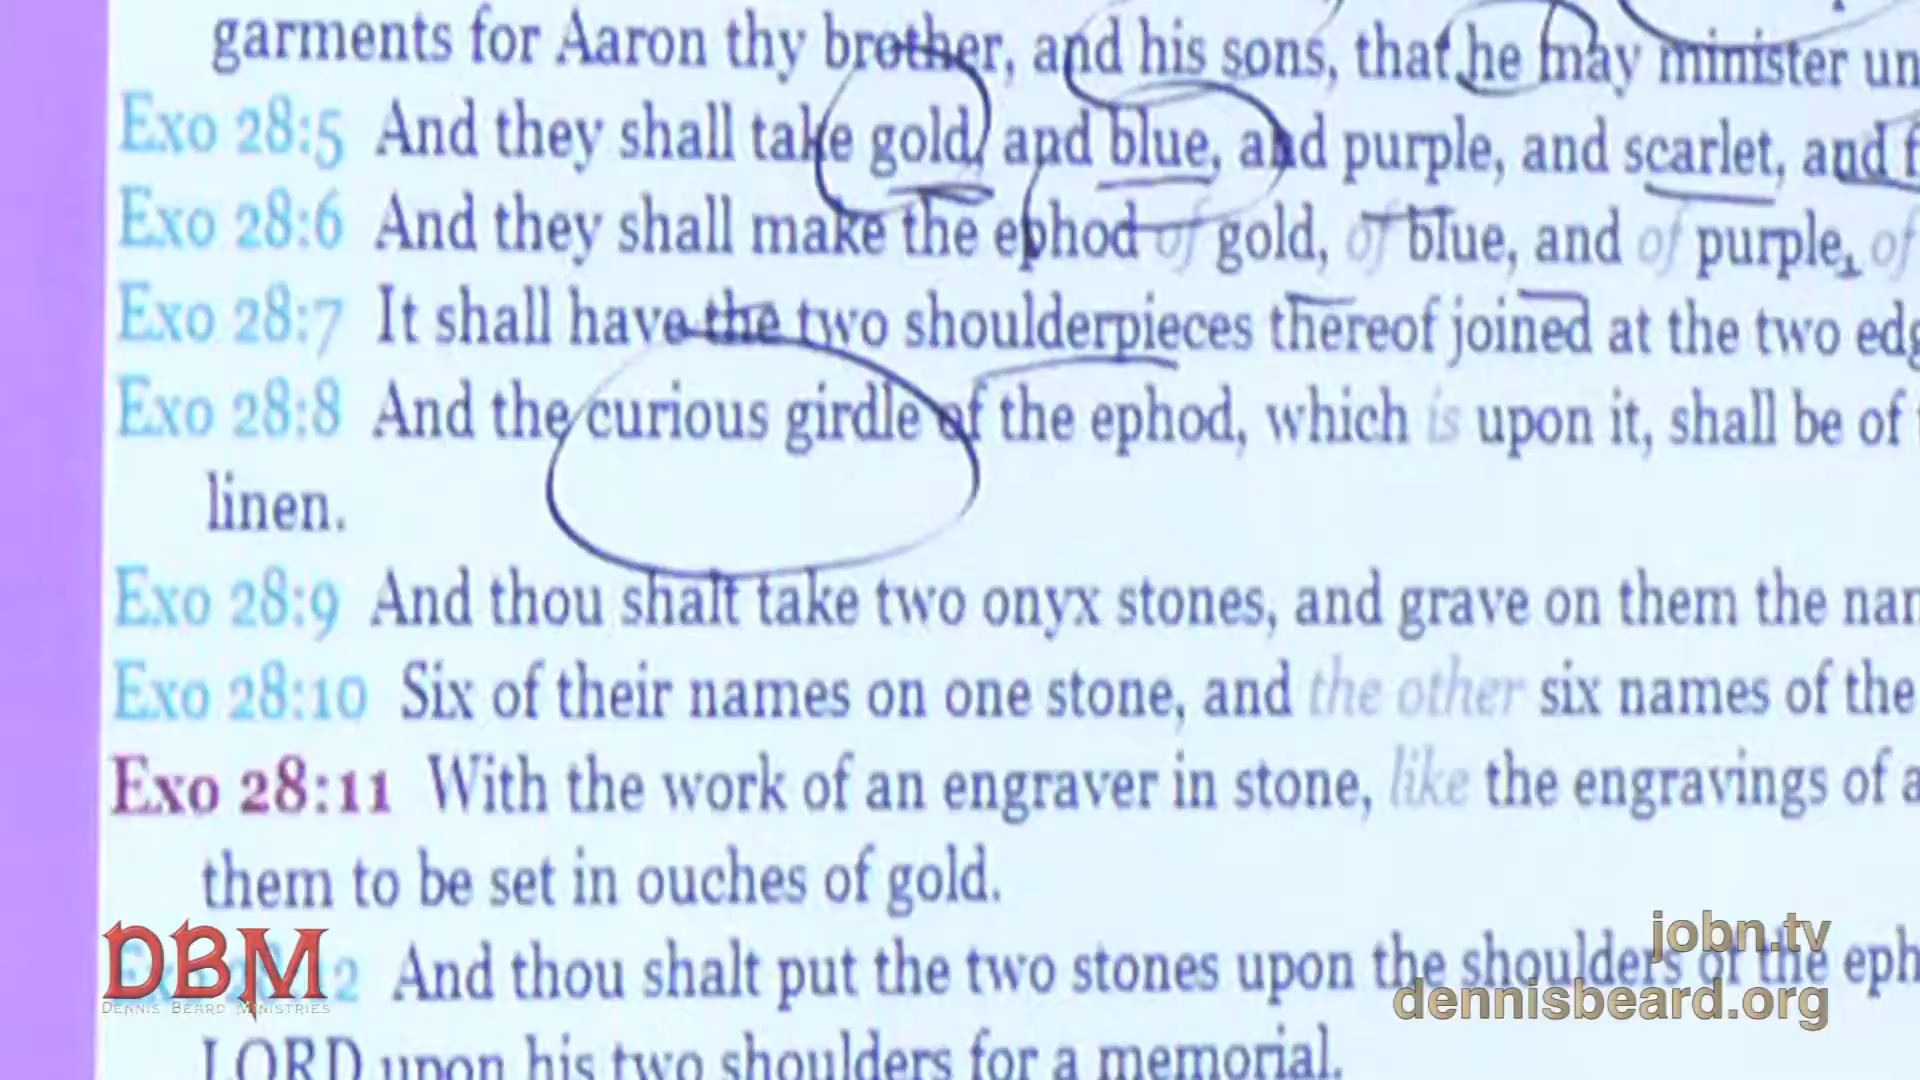 garments for Aaron thy brother, and his sons, that he may minister un
Exo 28:5 And they shall take gold, and blue, and purple, and scarlet, and f
Exo 28:6 And they shall make the ephod of gold, of blue, and of purple, of
Exo 28:7 It shall have the two shoulderpieces thereof joined at the two edg
Exo 28:8 And the curious girdle of the ephod, which is upon it, shall be of
linen.
Exo 28:9 And thou shalt take two onyx stones, and grave on them the nam
Exo 28:10 Six of their names on one stone, and the other six names of the
Exo 28:11 With the work of an engraver in stone, like the engravings of a
them to be set in ouches of gold.
2 And thou shalt put the two stones upon the shoulders of the eph
LORD upon his two shoulders for a memorial.
DBM
DENNIS BEARD MINISTRIES
jobn.tv
dennisbeard.org